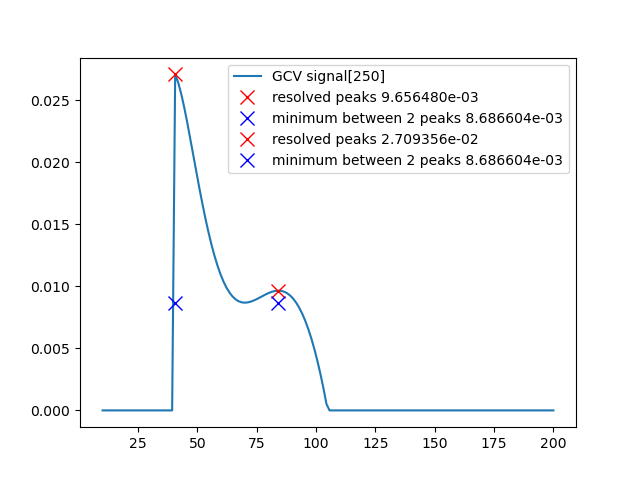 GCV signal[250]
resolved peaks 9.656480e-03
minimum between 2 peaks 8.686604e-03
resolved peaks 2.709356e-02
minimum between 2 peaks 8.686604e-03
0.025
0.020
0.015
0.010
0.005
0.000
25 50 75 100 125 150 175 200